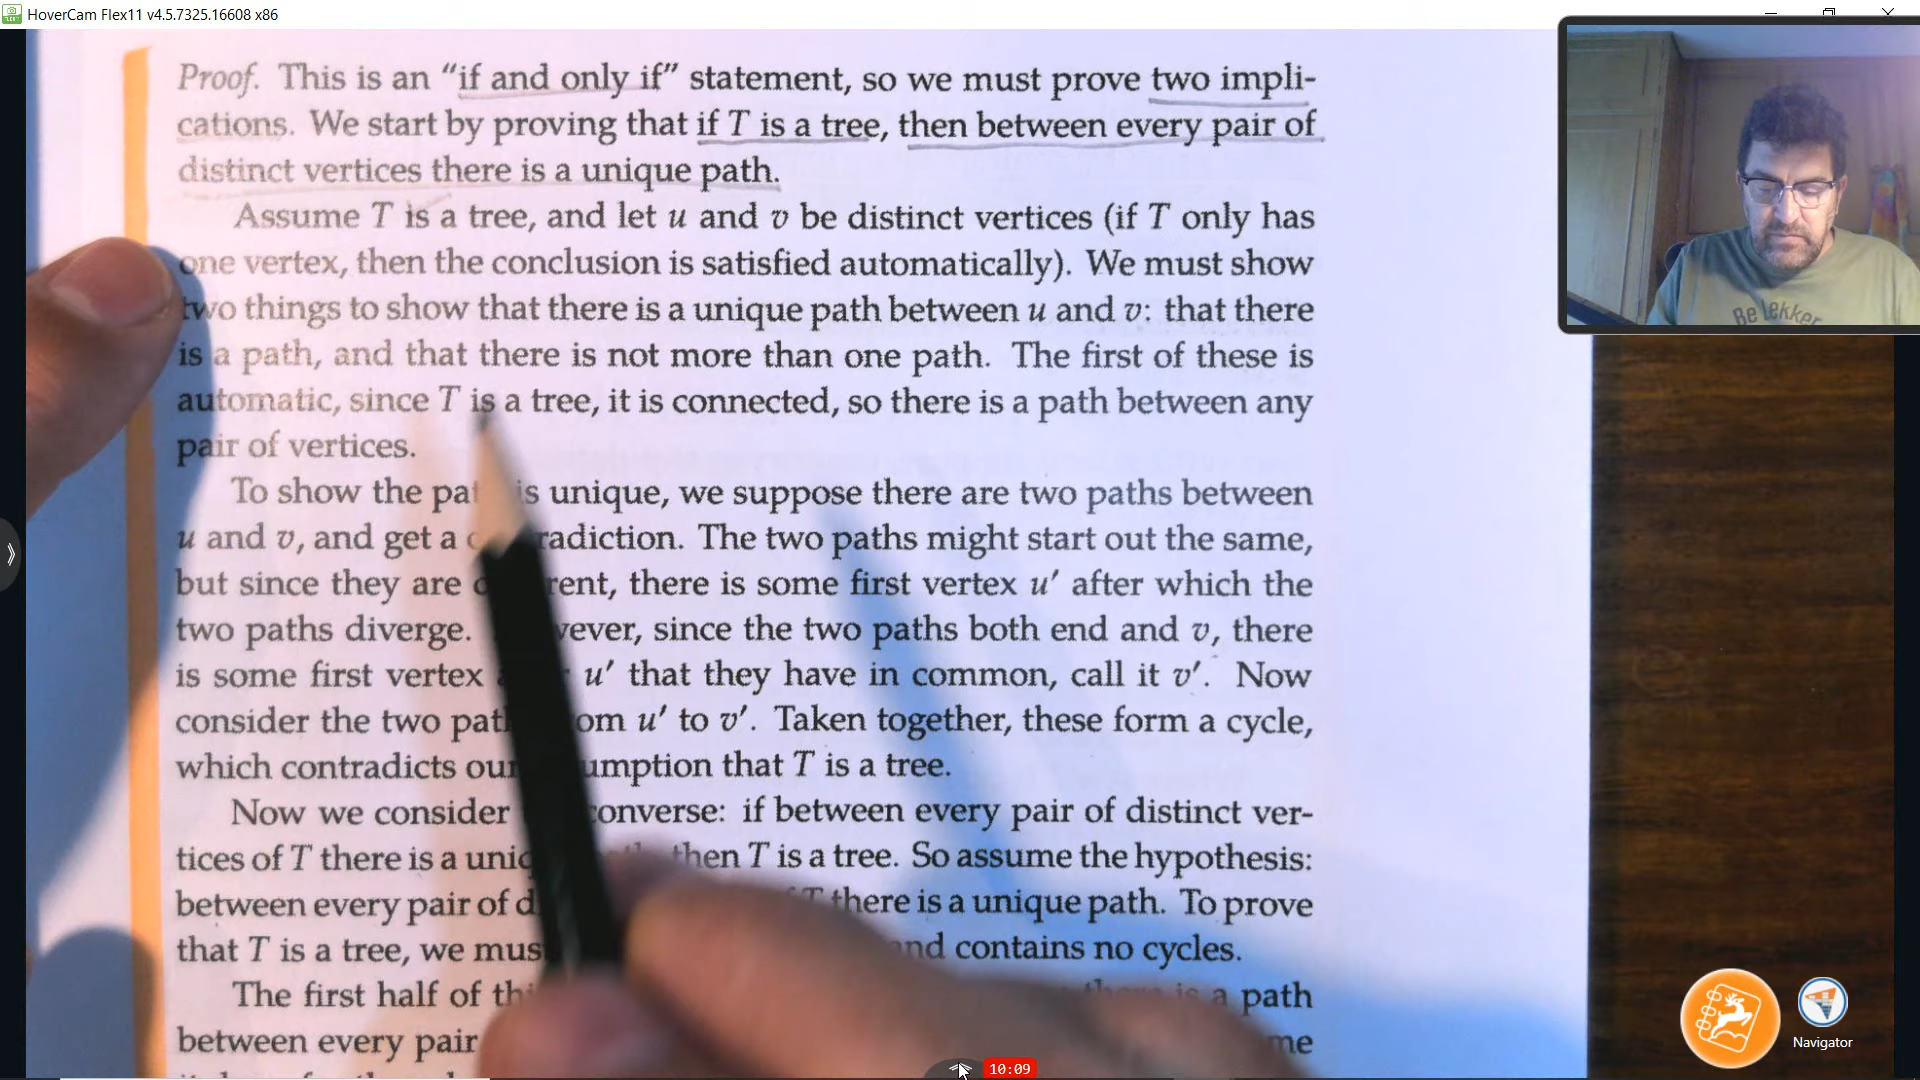 HoverCam Flex11 v4.5.7325.16608 x86
Proof. This is an “if and only if” statement, so we must prove two impli-
cations. We start by proving that if T is a tree, then between every pair of
distinct vertices there is a unique path.
Assume T is a tree, and let u and v be distinct vertices (if T only has
one vertex, then the conclusion is satisfied automatically). We must show
two things to show that there is a unique path between u and v: that there
is a path, and that there is not more than one path. The first of these is
automatic, since T is a tree, it is connected, so there is a path between any
pair of vertices.
To show the pat is unique, we suppose there are two paths between
u and v, and get a radiction. The two paths might start out the same,
but since they are rent, there is some first vertex u′ after which the
two paths diverge. vever, since the two paths both end and v, there
is some first vertex u′ that they have in common, call it v′. Now
consider the two pat om u′ to v′. Taken together, these form a cycle,
which contradicts our umption that T is a tree.
Now we consider converse: if between every pair of distinct ver-
tices of T there is a uniq then T is a tree. So assume the hypothesis:
between every pair of d T there is a unique path. To prove
that T is a tree, we mus and contains no cycles.
The first half of thi there is a path
between every pair me
Be Lekker
Navigator
10:09